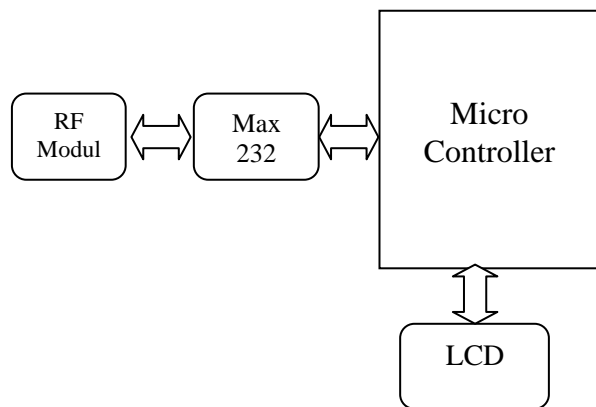 RF
Modul
Max
232
Micro
Controller
LCD